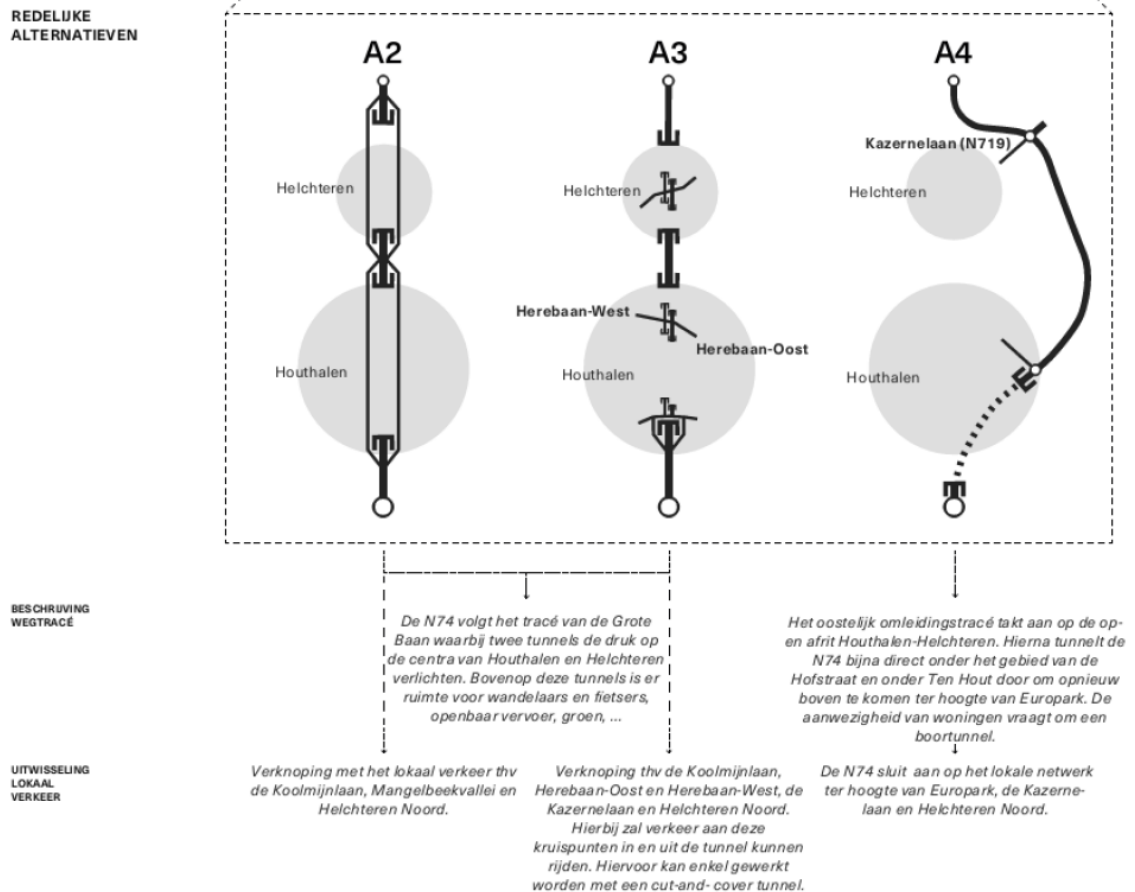 REDELIJKE
ALTERNATIEVEN
A2
A3
A4
Kazernelaan (N719)
Helchteren
Helchteren
Helchteren
Herebaan-West
Herebaan-Oost
Houthalen
Houthalen
Houthalen
BESCHRIJVING
WEGTRACÉ
De N74 volgt het tracé van de Grote
Baan waarbij twee tunnels de druk op
de centra van Houthalen en Helchteren
verlichten. Bovenop deze tunnels is er
ruimte voor wandelaars en fietsers,
openbaar vervoer, groen, ...
Het oostelijk omleidingstracé takt aan op de op-
en afrit Houthalen-Helchteren. Hierna tunnelt de
N74 bijna direct onder het gebied van de
Hofstraat en onder Ten Hout door om opnieuw
boven te komen ter hoogte van Europark. De
aanwezigheid van woningen vraagt om een
boortunnel.
UITWISSELING
LOKAAL
VERKEER
Verknoping met het lokaal verkeer thv
de Koolmijnlaan, Mangelbeekvallei en
Helchteren Noord.
Verknoping thv de Koolmijnlaan,
Herebaan-Oost en Herebaan-West, de
Kazernelaan en Helchteren Noord.
Hierbij zal verkeer aan deze
kruispunten in en uit de tunnel kunnen
rijden. Hiervoor kan enkel gewerkt
worden met een cut-and- cover tunnel.
De N74 sluit aan op het lokale netwerk
ter hoogte van Europark, de Kazerne-
laan en Helchteren Noord.